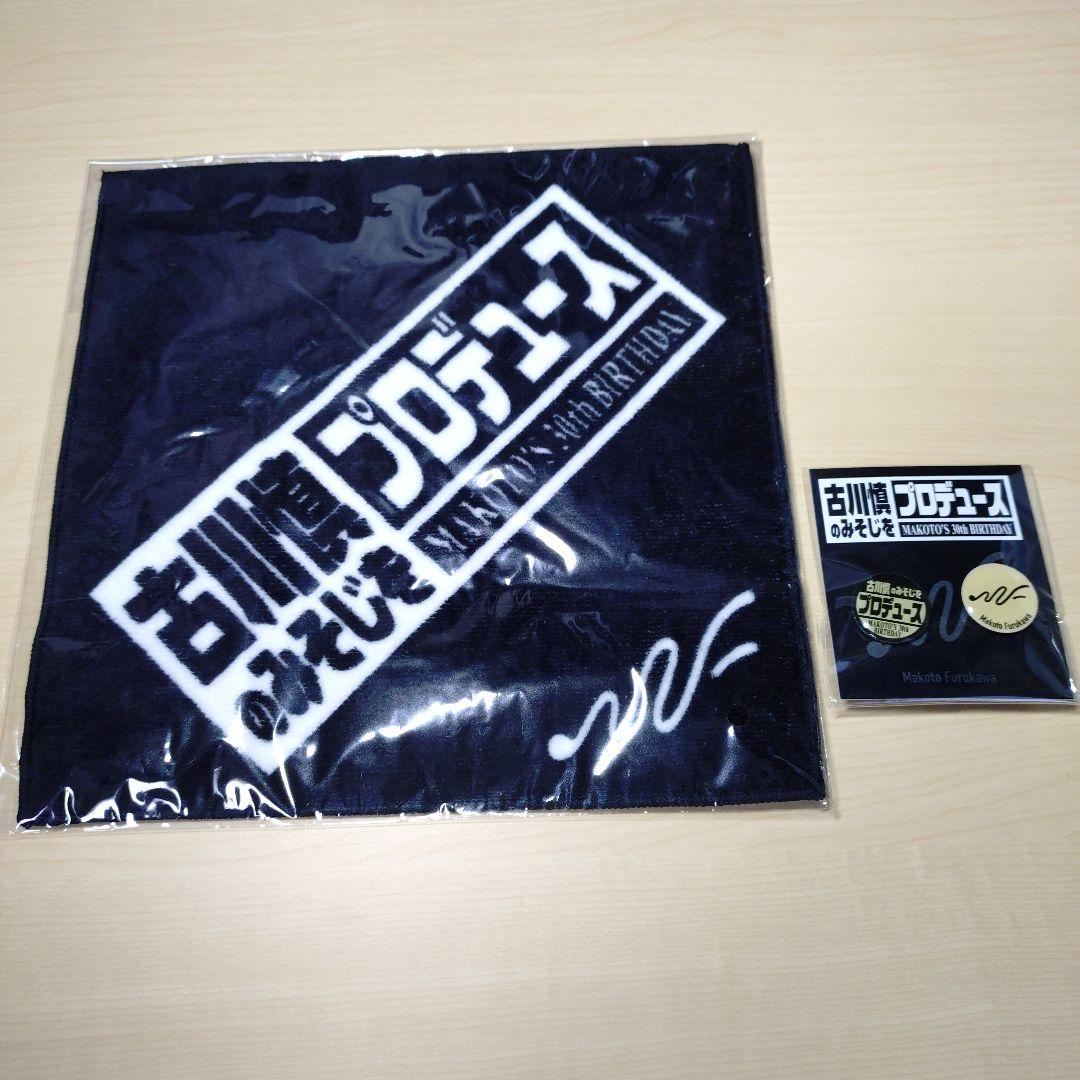 古川慎
のみそじを
プロデュース
MAKOTO'S 30th BIRTHDAY
古川慎
のみそじを
プロデュース
MAKOTO'S 30th BIRTHDAY
古川慎のみそじを
プロデュース
MAKOTO'S 30th
BIRTHDAY
Makoto Furukawa
Makoto Furukawa